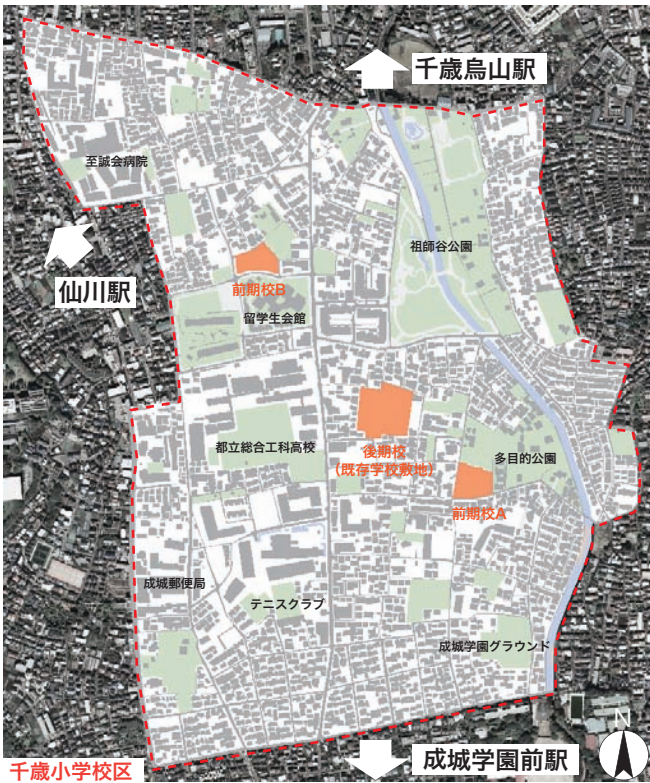 千歳烏山駅
至誠会病院
祖師谷公園
仙川駅
前期校B
留学生会館
後期校
(既存学校敷地)
都立総合工科高校
多目的公園
前期校A
成城郵便局
テニスクラブ
成城学園グラウンド
N
千歳小学校区
成城学園前駅